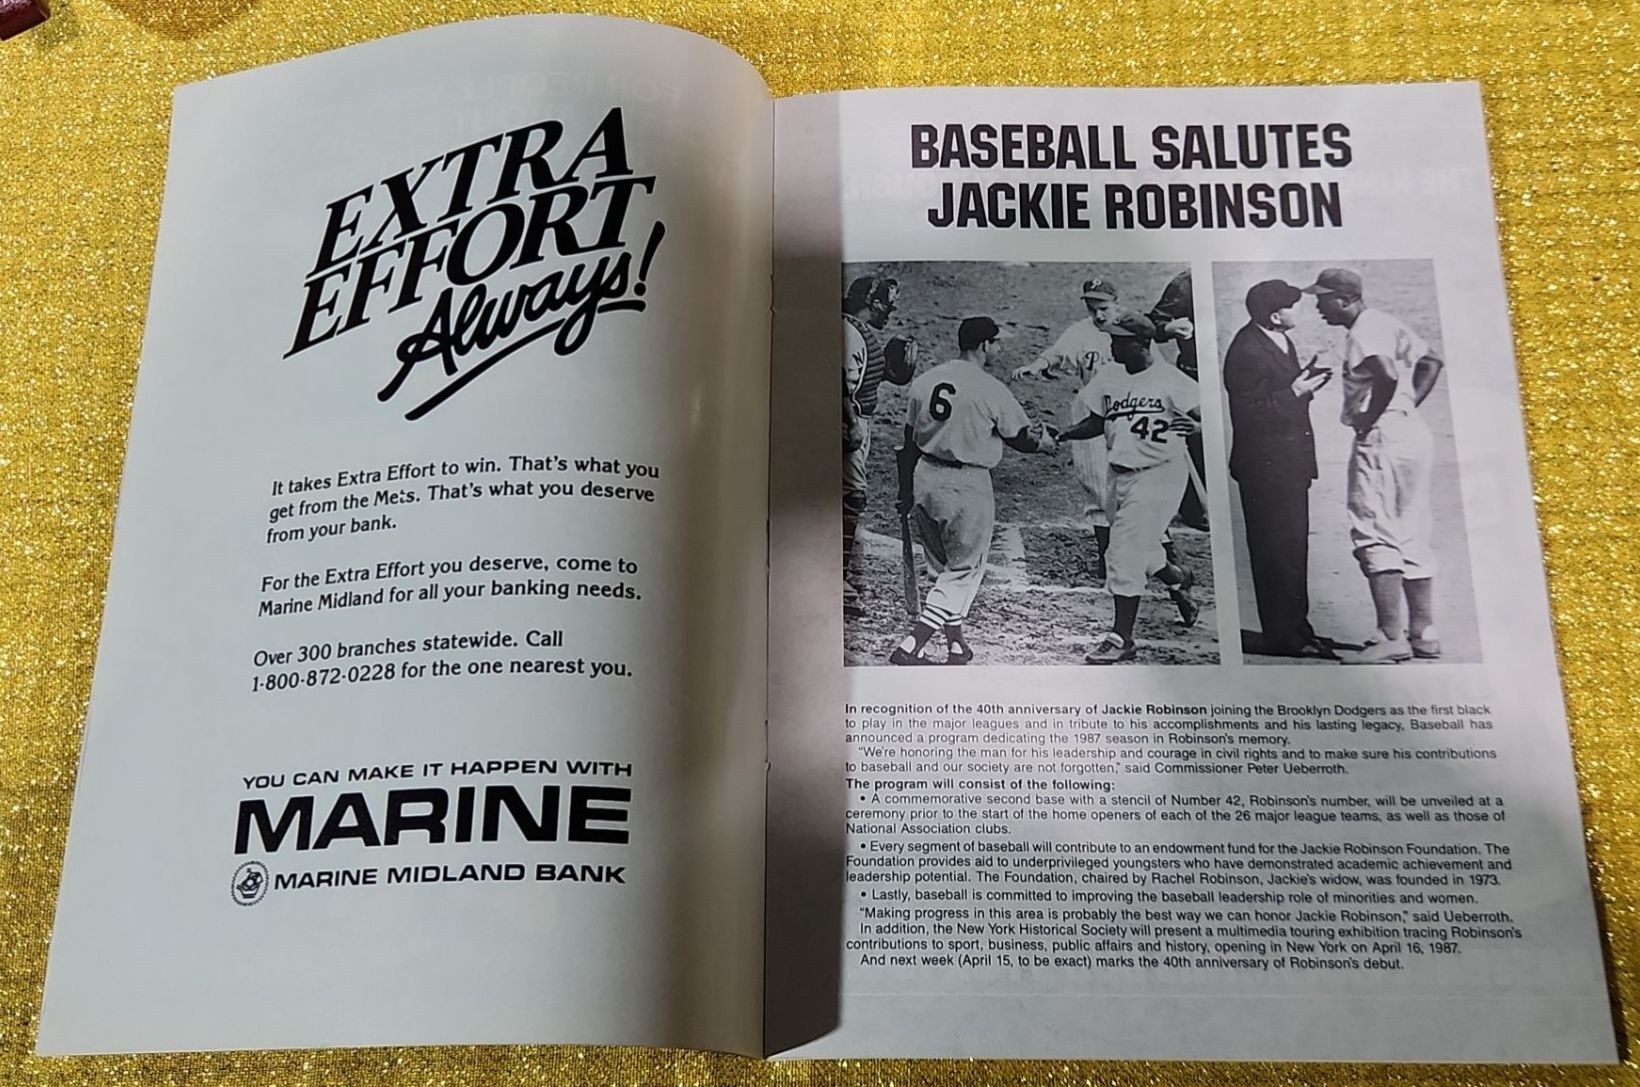 EXTRA
EFFORT
Always!
It takes Extra Effort to win. That's what you
get from the Mets. That's what you deserve
from your bank.
For the Extra Effort you deserve, come to
Marine Midland for all your banking needs.
Over 300 branches statewide. Call
1-800-872-0228 for the one nearest you.
YOU CAN MAKE IT HAPPEN WITH
MARINE
MARINE MIDLAND BANK
BASEBALL SALUTES
JACKIE ROBINSON
6
P
Dodgers
42
In recognition of the 40th anniversary of Jackie Robinson joining the Brooklyn Dodgers as the first black
to play in the major leagues and in tribute to his accomplishments and his lasting legacy, Baseball has
announced a program dedicating the 1987 season in Robinson's memory.
"We're honoring the man for his leadership and courage in civil rights and to make sure his contributions
to baseball and our society are not forgotten," said Commissioner Peter Ueberroth.
The program will consist of the following:
• A commemorative second base with a stencil of Number 42, Robinson's number, will be unveiled at a
ceremony prior to the start of the home openers of each of the 26 major league teams, as well as those of
National Association clubs.
• Every segment of baseball will contribute to an endowment fund for the Jackie Robinson Foundation. The
Foundation provides aid to underprivileged youngsters who have demonstrated academic achievement and
leadership potential. The Foundation, chaired by Rachel Robinson, Jackie's widow, was founded in 1973.
• Lastly, baseball is committed to improving the baseball leadership role of minorities and women.
"Making progress in this area is probably the best way we can honor Jackie Robinson," said Ueberroth.
In addition, the New York Historical Society will present a multimedia touring exhibition tracing Robinson's
contributions to sport, business, public affairs and history, opening in New York on April 16, 1987.
And next week (April 15, to be exact) marks the 40th anniversary of Robinson's debut.